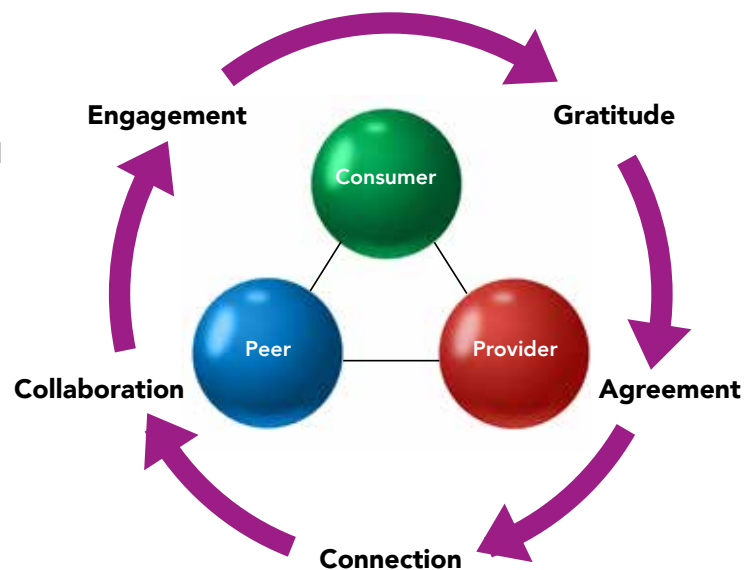 Engagement
Gratitude
Consumer
Peer
Provider
Collaboration
Agreement
Connection